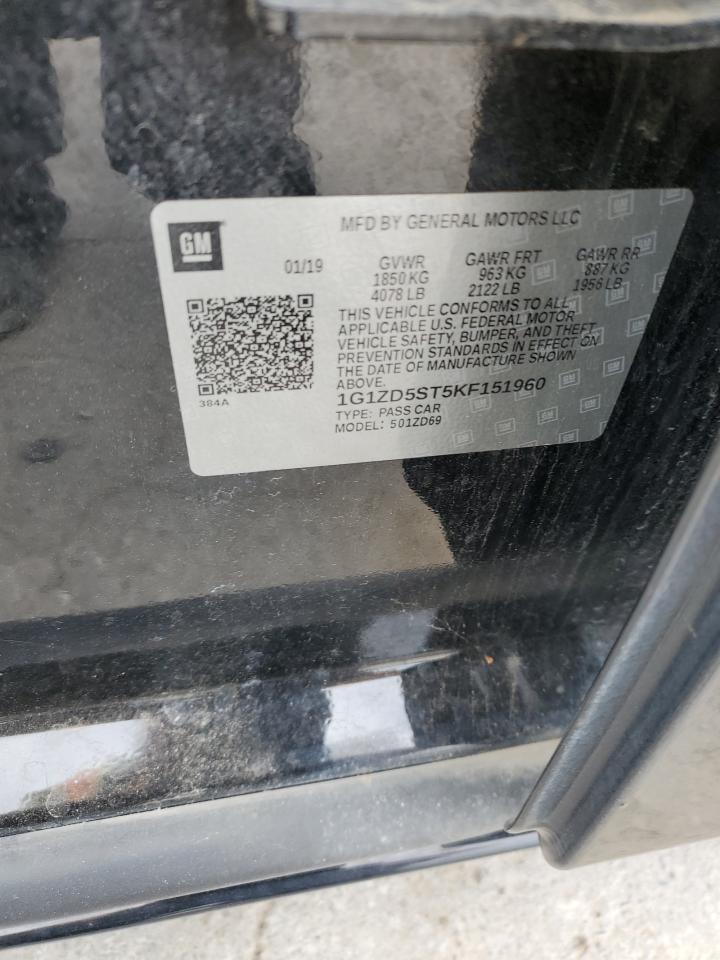 GM
MFD BY GENERAL MOTORS LLC
01/19
GVWR
1850 KG
4078 LB
GAWR FRT
963 KG
2122 LB
GAWR RR
887 KG
1956 LB
THIS VEHICLE CONFORMS TO ALL
APPLICABLE U.S. FEDERAL MOTOR
VEHICLE SAFETY, BUMPER, AND THEFT
PREVENTION STANDARDS IN EFFECT ON
THE DATE OF MANUFACTURE SHOWN
ABOVE.
384A
1G1ZD5ST5KF151960
TYPE: PASS CAR
MODEL: 501ZD69